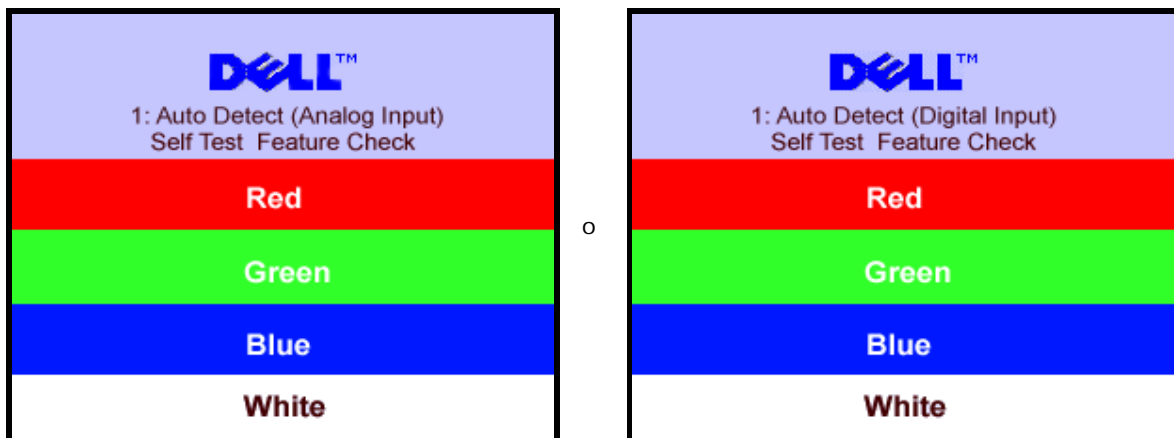 DELL™
1: Auto Detect (Analog Input)
Self Test Feature Check
Red
Green
Blue
White
o
DELL™
1: Auto Detect (Digital Input)
Self Test Feature Check
Red
Green
Blue
White